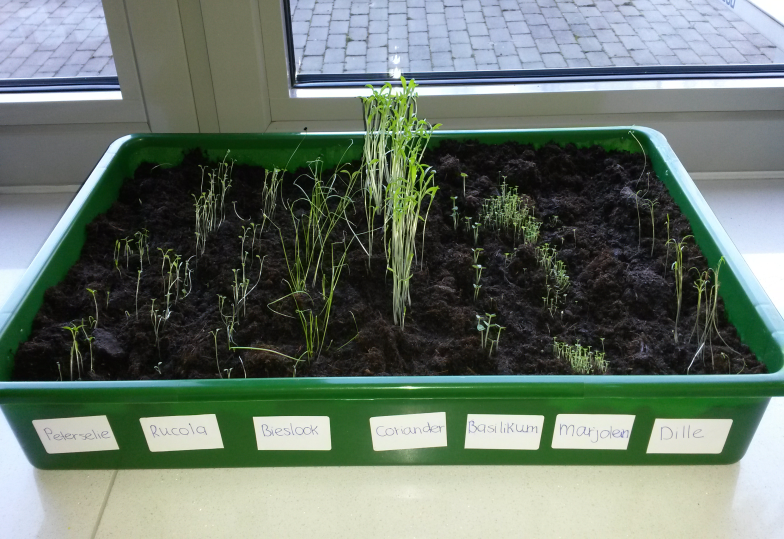 Peterselie
Rucola
Bieslook
Coriander
Basilikum
Marjolein
Dille